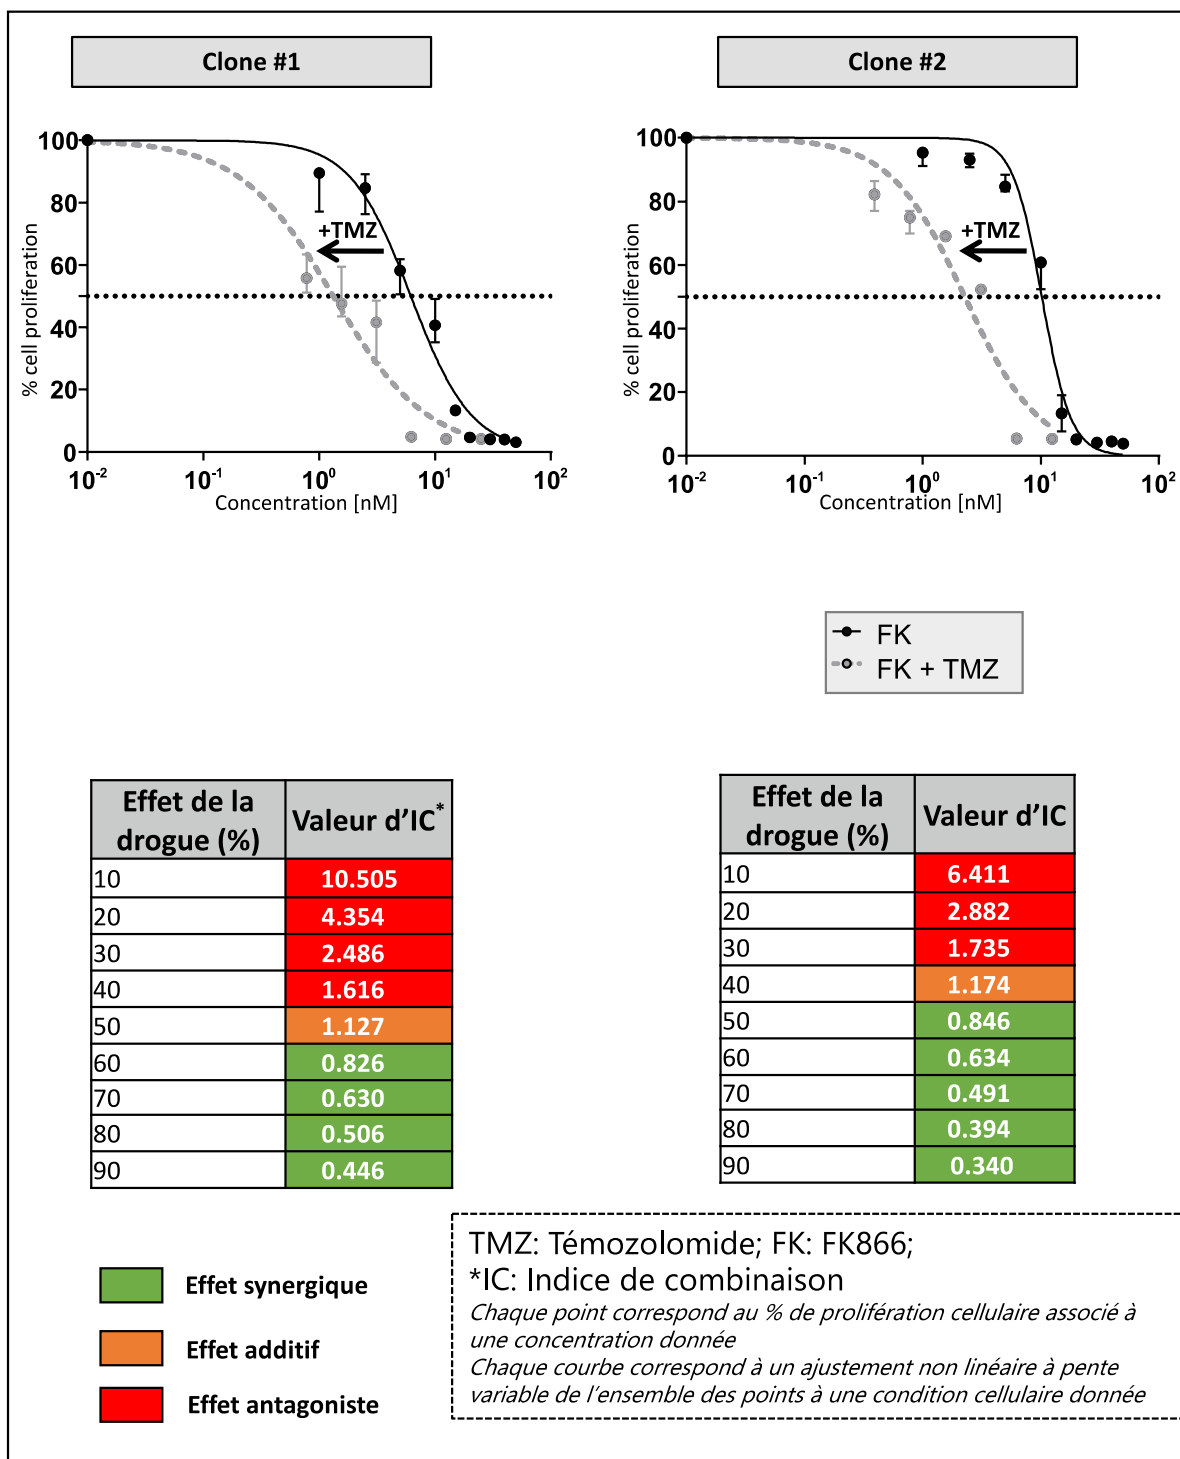 Clone #1
Clone #2
% cell proliferation
100
80
60
40
20
0
+TMZ
10-2
10-1
100
101
102
Concentration [nM]
% cell proliferation
100
80
60
40
20
0
+TMZ
10-2
10-1
100
101
102
Concentration [nM]
FK
FK + TMZ
Effet de la drogue (%) Valeur d'IC*
10 10.505
20 4.354
30 2.486
40 1.616
50 1.127
60 0.826
70 0.630
80 0.506
90 0.446
Effet de la drogue (%) Valeur d'IC
10 6.411
20 2.882
30 1.735
40 1.174
50 0.846
60 0.634
70 0.491
80 0.394
90 0.340
Effet synergique
Effet additif
Effet antagoniste
TMZ: Témozolomide; FK: FK866;
*IC: Indice de combinaison
Chaque point correspond au % de prolifération cellulaire associé à
une concentration donnée
Chaque courbe correspond à un ajustement non linéaire à pente
variable de l'ensemble des points à une condition cellulaire donnée